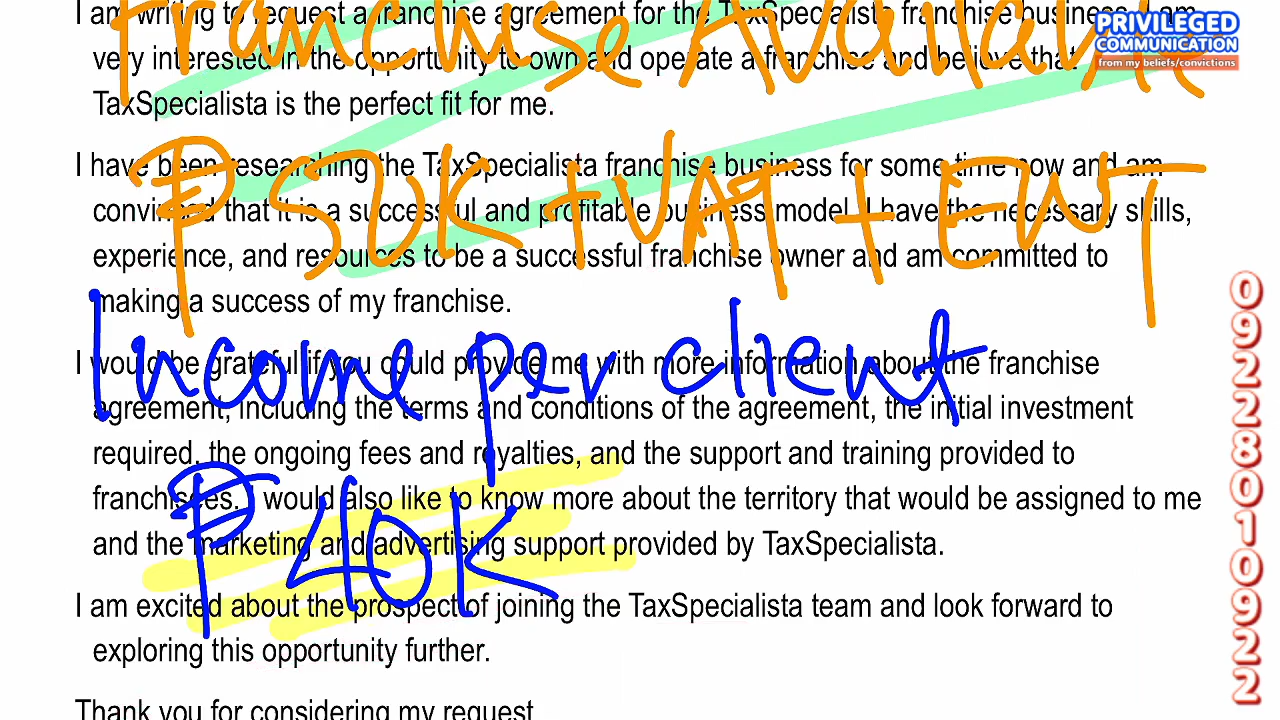 I am writing to request a franchise agreement for the TaxSpecialista franchise business. I am
very interested in the opportunity to own and operate a franchise and believe that
TaxSpecialista is the perfect fit for me.
Franchise Available
PRIVILEGED
COMMUNICATION
from my beliefs/convictions
I have been researching the TaxSpecialista franchise business for some time now and am
convinced that it is a successful and profitable business model. I have the necessary skills,
experience, and resources to be a successful franchise owner and am committed to
making a success of my franchise.
₱ 50K + VAT + EWT
I would be grateful if you could provide me with more information about the franchise
agreement, including the terms and conditions of the agreement, the initial investment
required, the ongoing fees and royalties, and the support and training provided to
franchisees. I would also like to know more about the territory that would be assigned to me
and the marketing and advertising support provided by TaxSpecialista.
Income per client
₱ 40K
I am excited about the prospect of joining the TaxSpecialista team and look forward to
exploring this opportunity further.
Thank you for considering my request
09228010922